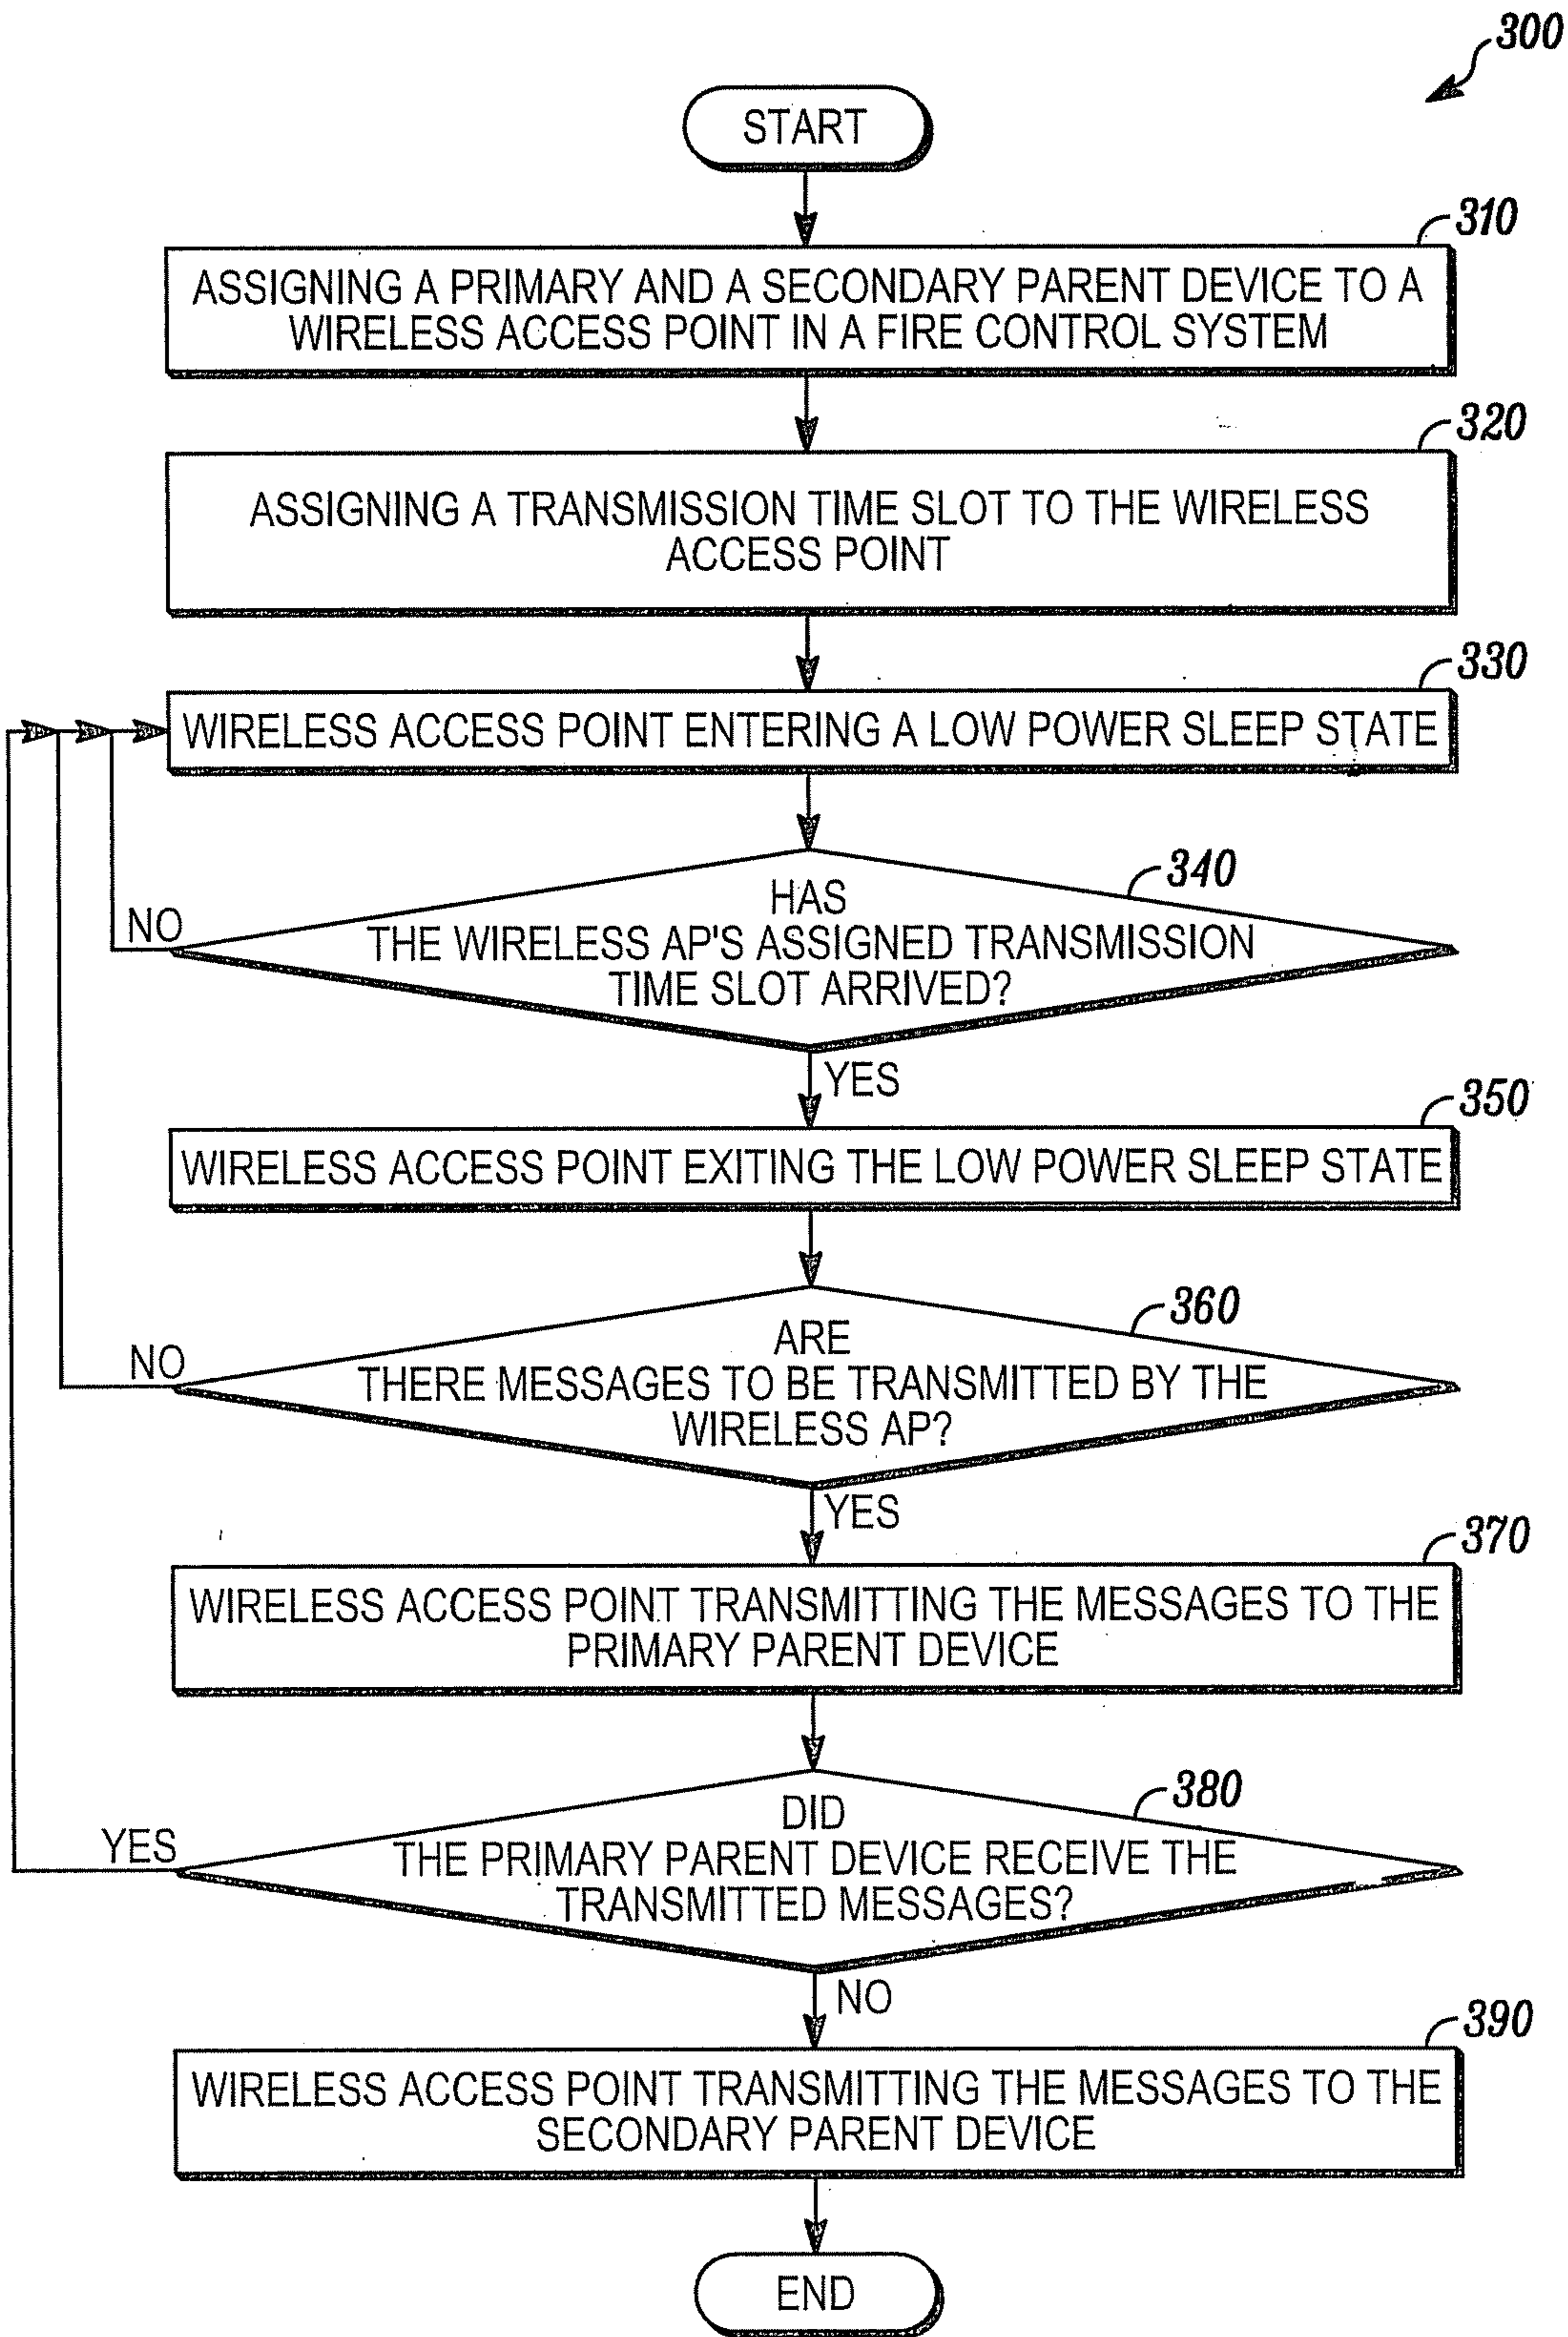 300
START
310
ASSIGNING A PRIMARY AND A SECONDARY PARENT DEVICE TO A
WIRELESS ACCESS POINT IN A FIRE CONTROL SYSTEM
320
ASSIGNING A TRANSMISSION TIME SLOT TO THE WIRELESS
ACCESS POINT
330
WIRELESS ACCESS POINT ENTERING A LOW POWER SLEEP STATE
340
HAS
THE WIRELESS AP'S ASSIGNED TRANSMISSION
TIME SLOT ARRIVED?
NO
YES
350
WIRELESS ACCESS POINT EXITING THE LOW POWER SLEEP STATE
360
ARE
THERE MESSAGES TO BE TRANSMITTED BY THE
WIRELESS AP?
NO
YES
370
WIRELESS ACCESS POINT TRANSMITTING THE MESSAGES TO THE
PRIMARY PARENT DEVICE
380
DID
THE PRIMARY PARENT DEVICE RECEIVE THE
TRANSMITTED MESSAGES?
YES
NO
390
WIRELESS ACCESS POINT TRANSMITTING THE MESSAGES TO THE
SECONDARY PARENT DEVICE
END